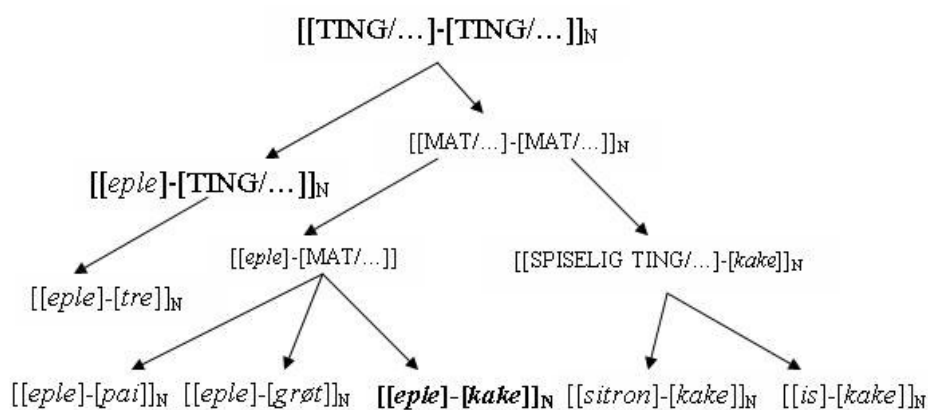 [[TING/…]-[TING/…]]N
[[MAT/…]-[MAT/…]]N
[[eple]-[TING/…]]N
[[eple]-[MAT/…]]
[[SPISELIG TING/…]-[kake]]N
[[eple]-[tre]]N
[[eple]-[pai]]N [[eple]-[grøt]]N [[eple]-[kake]]N [[sitron]-[kake]]N [[is]-[kake]]N